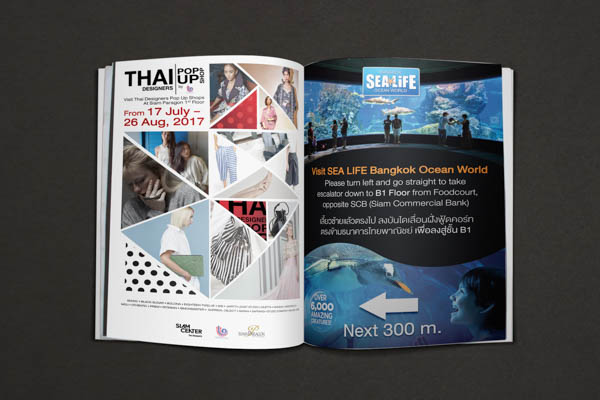 THAI
DESIGNERS
POP
UP
SHOP
by
Visit Thai Designers Pop Up Shops
At Siam Paragon 1st Floor
From 17 July –
26 Aug, 2017
THA
DESIGNER
SIAM
CENTER
SEA LIFE
OCEAN WORLD
Visit SEA LIFE Bangkok Ocean World
Please turn left and go straight to take
escalator down to B1 Floor from Foodcourt,
opposite SCB (Siam Commercial Bank)
เลี้ยวซ้ายแล้วตรงไป ลงบันไดเลื่อนฝั่งฟู้ดคอร์ท
ตรงข้ามธนาคารไทยพาณิชย์ เพื่อลงสู่ชั้น B1
OVER
6,000
AMAZING
CREATURES!
Next 300 m.